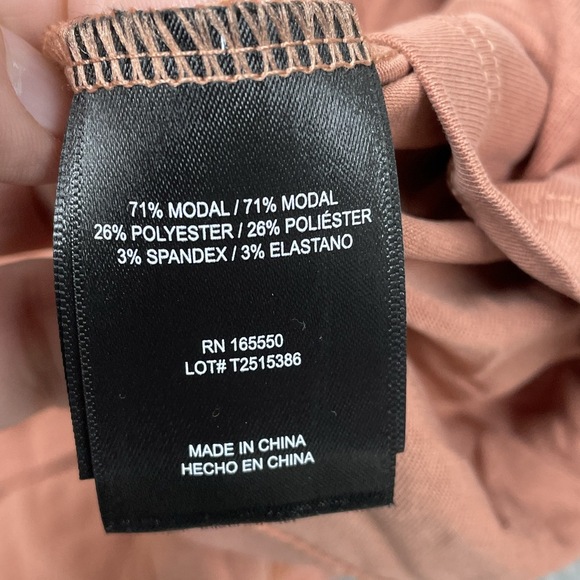 71% MODAL / 71% MODAL
26% POLYESTER / 26% POLIÉSTER
3% SPANDEX / 3% ELASTANO
RN 165550
LOT# T2515386
MADE IN CHINA
HECHO EN CHINA